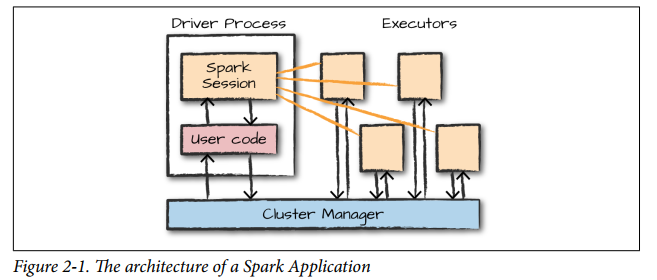 Driver Process
Executors
Spark
Session
User code
Cluster Manager
Figure 2-1. The architecture of a Spark Application